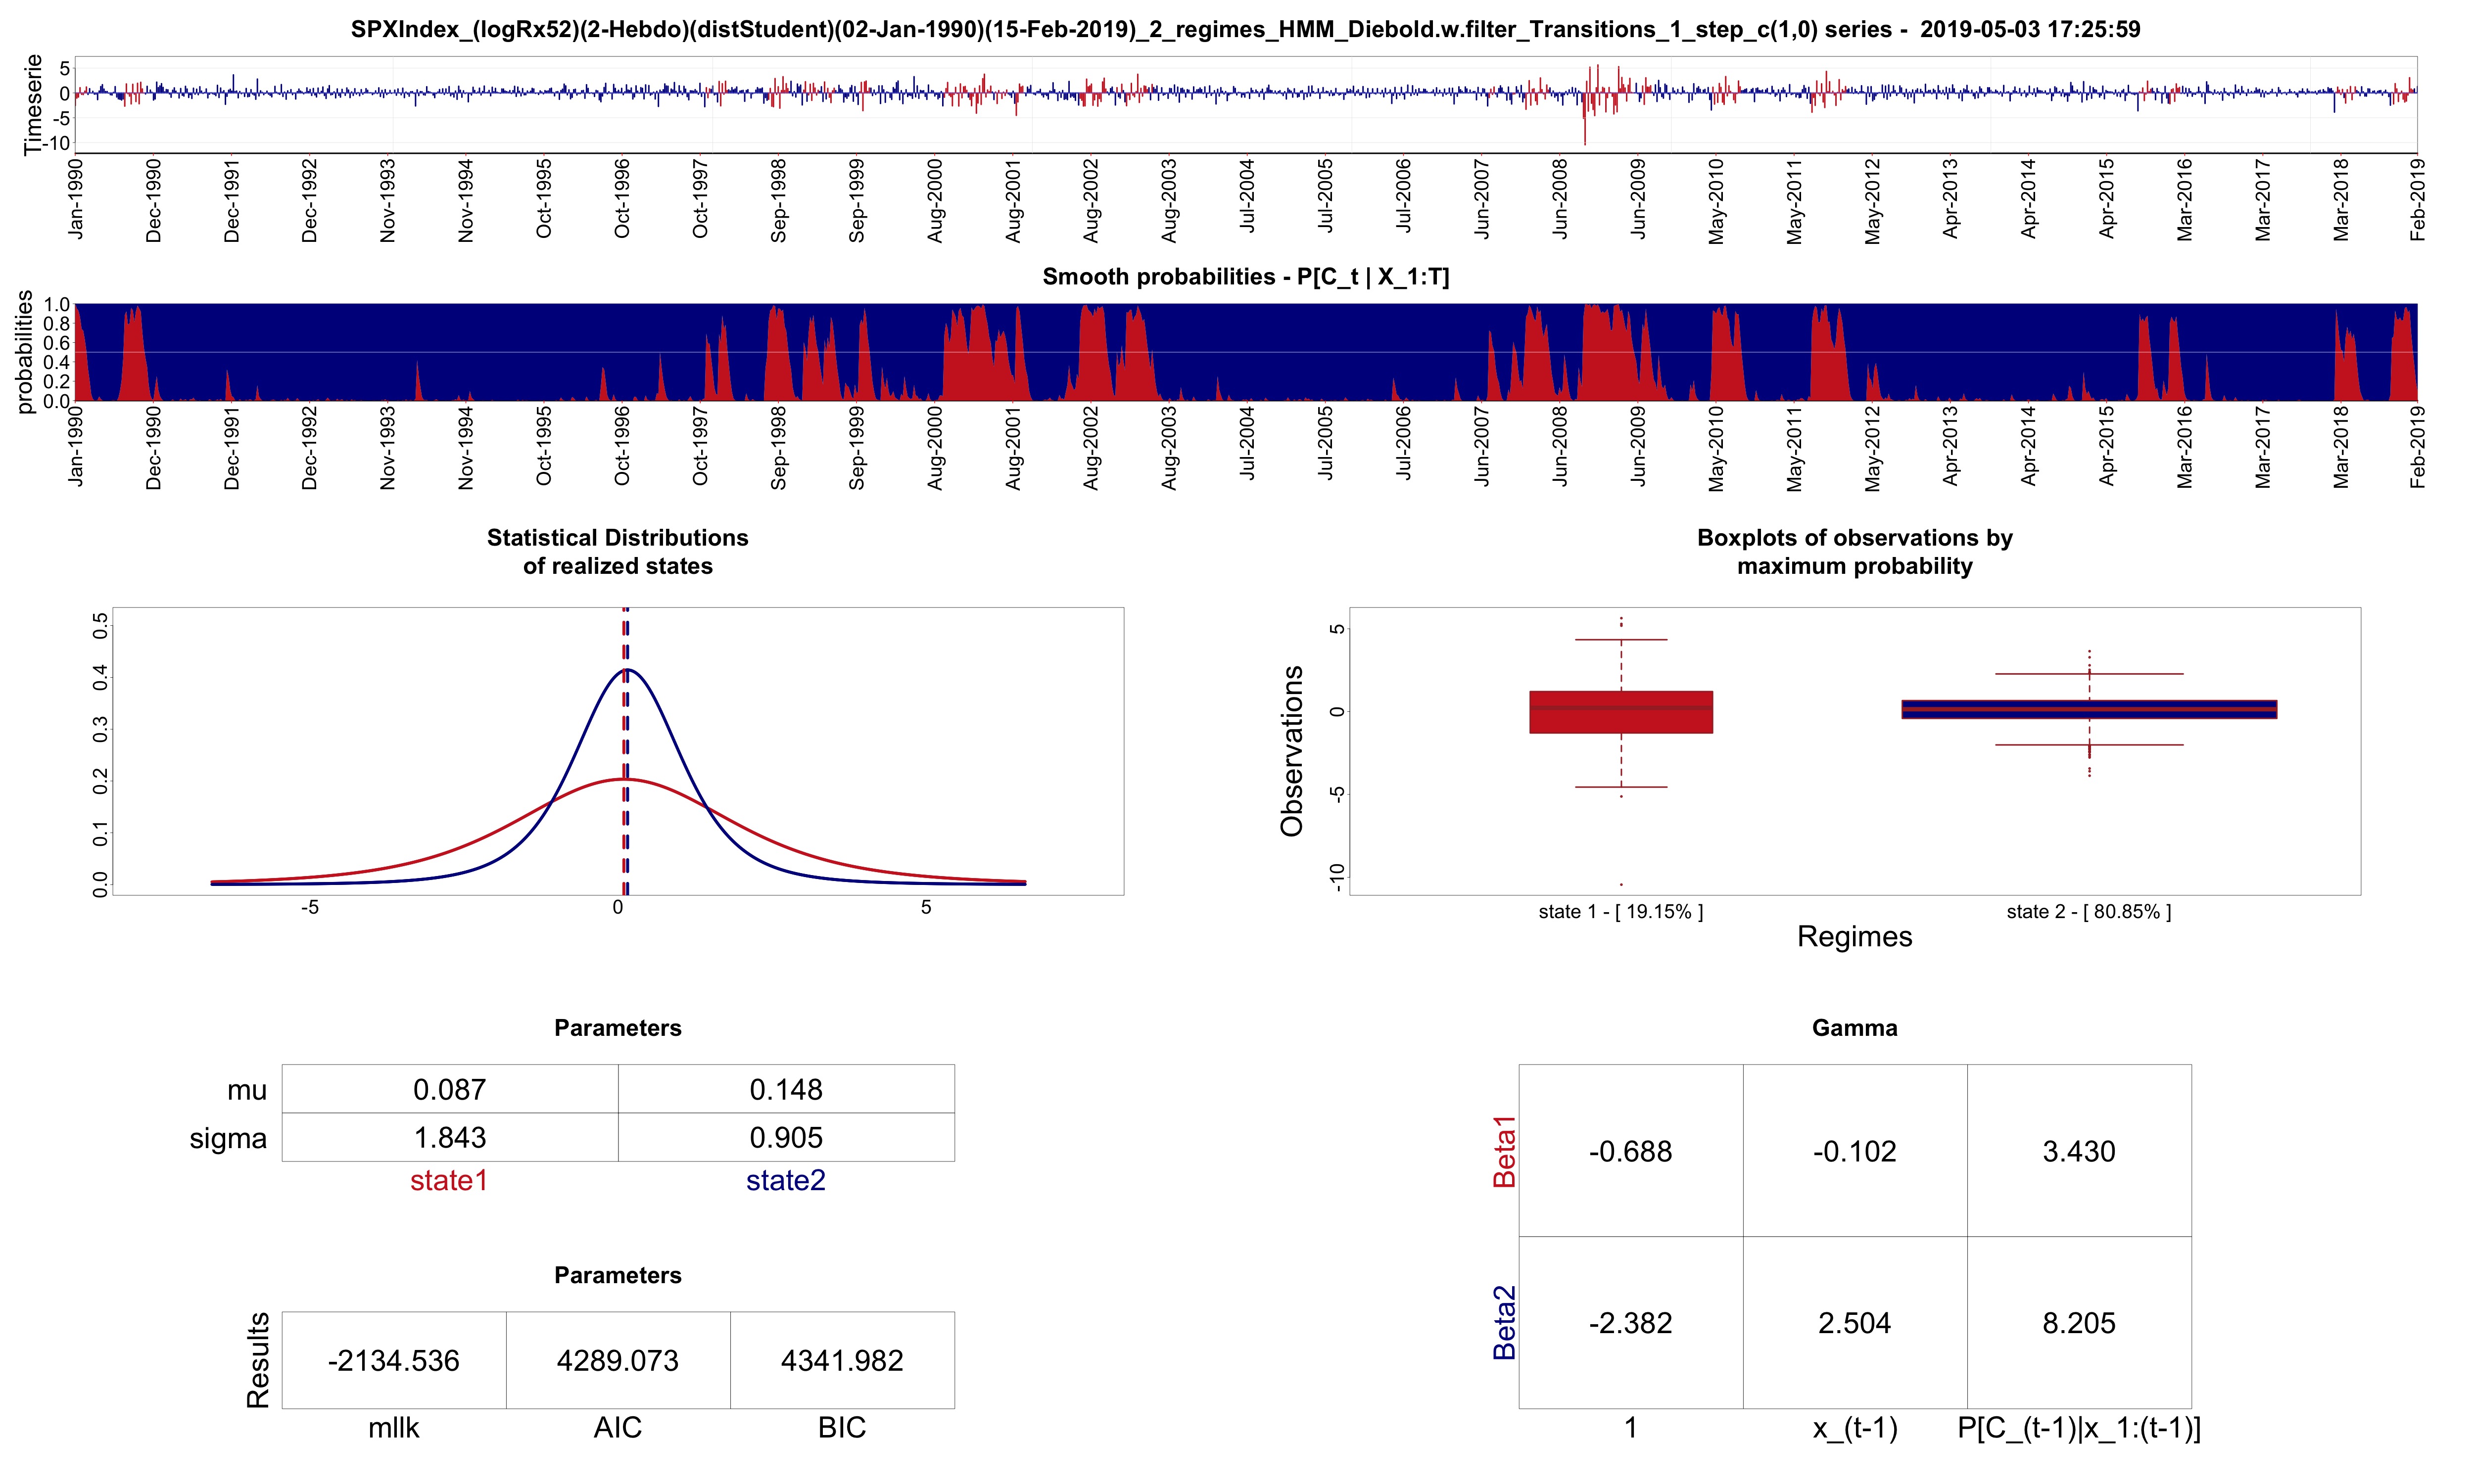 SPXIndex_(logRx52)(2-Hebdo)(distStudent)(02-Jan-1990)(15-Feb-2019)_2_regimes_HMM_Diebold.w.filter_Transitions_1_step_c(1,0) series - 2019-05-03 17:25:59
Timeserie
5
0
-5
-10
Jan-1990
Dec-1990
Dec-1991
Dec-1992
Nov-1993
Nov-1994
Oct-1995
Oct-1996
Oct-1997
Sep-1998
Sep-1999
Aug-2000
Aug-2001
Aug-2002
Aug-2003
Jul-2004
Jul-2005
Jul-2006
Jun-2007
Jun-2008
Jun-2009
May-2010
May-2011
May-2012
Apr-2013
Apr-2014
Apr-2015
Mar-2016
Mar-2017
Mar-2018
Feb-2019
Smooth probabilities - P[C_t | X_1:T]
probabilities
1.0
0.8
0.6
0.4
0.2
0.0
Jan-1990
Dec-1990
Dec-1991
Dec-1992
Nov-1993
Nov-1994
Oct-1995
Oct-1996
Oct-1997
Sep-1998
Sep-1999
Aug-2000
Aug-2001
Aug-2002
Aug-2003
Jul-2004
Jul-2005
Jul-2006
Jun-2007
Jun-2008
Jun-2009
May-2010
May-2011
May-2012
Apr-2013
Apr-2014
Apr-2015
Mar-2016
Mar-2017
Mar-2018
Feb-2019
Statistical Distributions
of realized states
0.5
0.4
0.3
0.2
0.1
0.0
-5 0 5
Boxplots of observations by
maximum probability
Observations
5
0
-5
-10
state 1 - [ 19.15% ] state 2 - [ 80.85% ]
Regimes
Parameters
mu 0.087 0.148
sigma 1.843 0.905
state1 state2
Parameters
Results
-2134.536 4289.073 4341.982
mllk AIC BIC
Gamma
Beta1 -0.688 -0.102 3.430
Beta2 -2.382 2.504 8.205
1 x_(t-1) P[C_(t-1)|x_1:(t-1)]